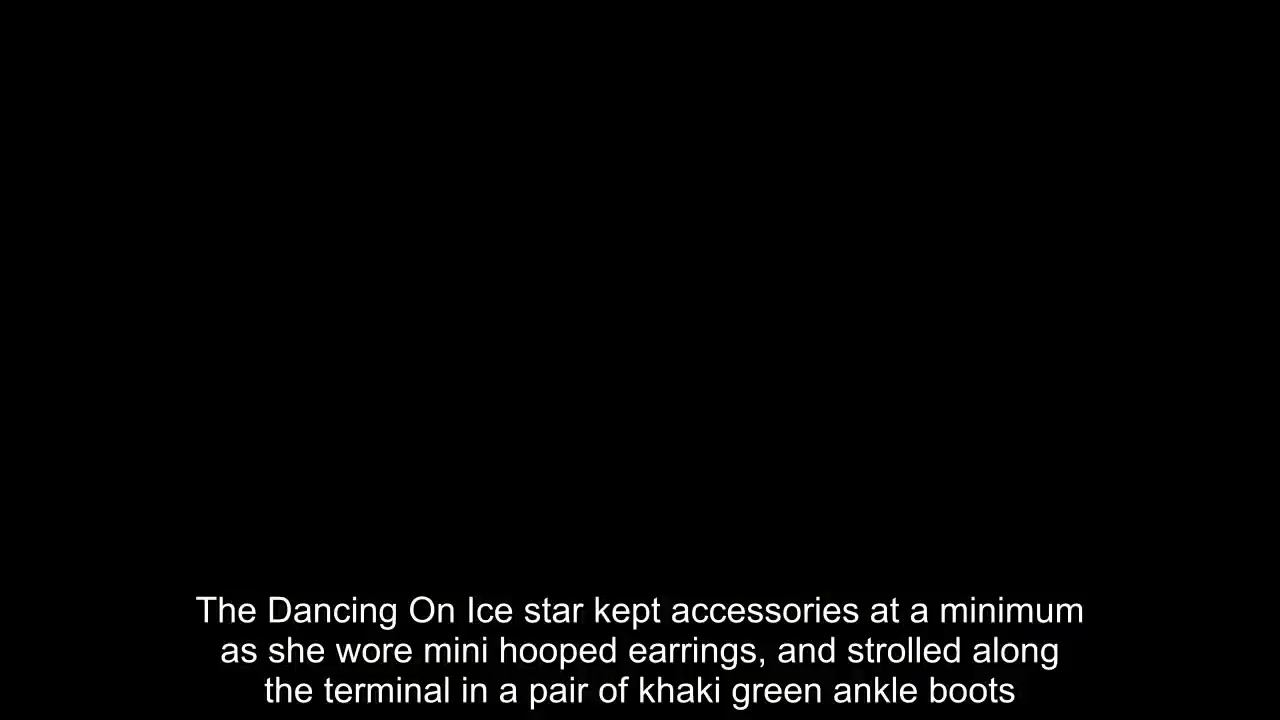 The Dancing On Ice star kept accessories at a minimum
as she wore mini hooped earrings, and strolled along
the terminal in a pair of khaki green ankle boots